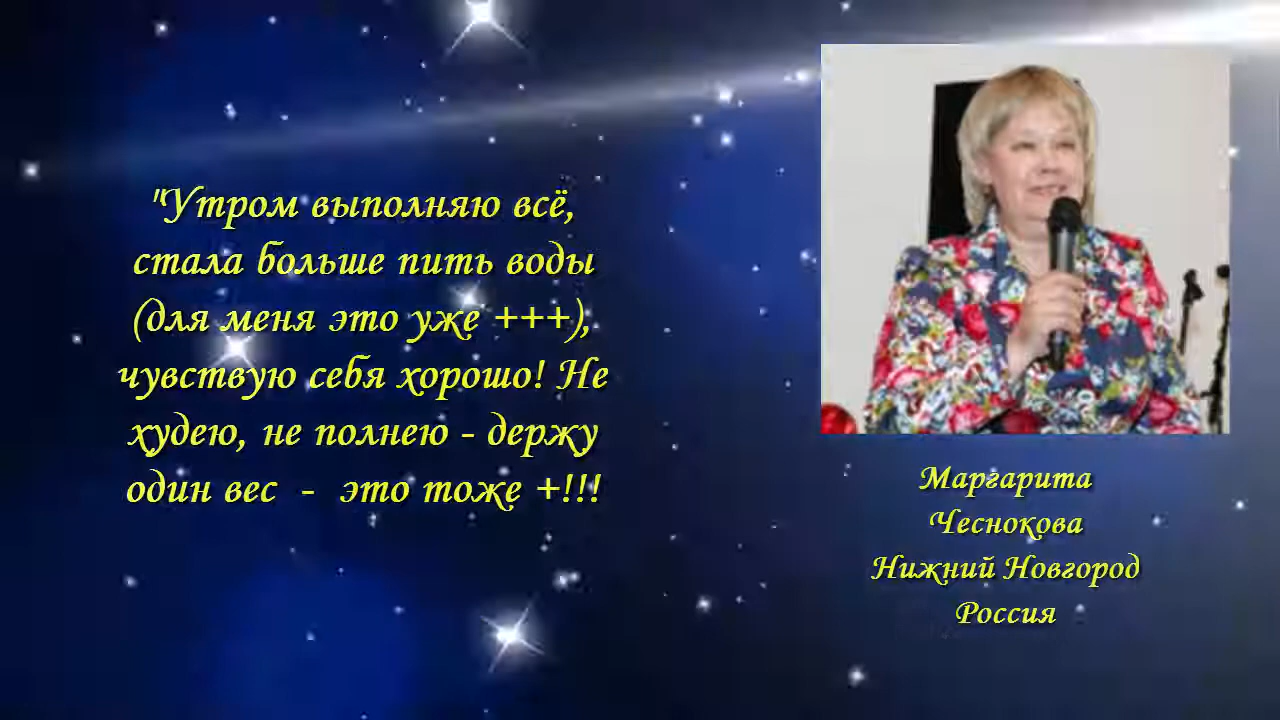 "Утром выполняю всё,
стала больше пить воды
(для меня это уже +++),
чувствую себя хорошо! Не
худею, не полнею - держу
один вес - это тоже +!!!
Маргарита
Чеснокова
Нижний Новгород
Россия